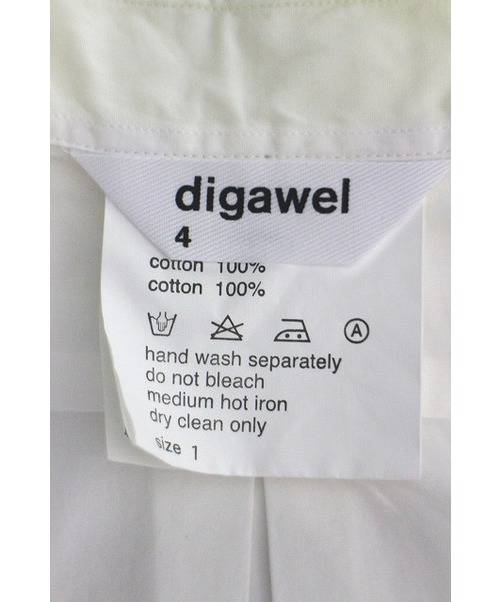 digawel
4
cotton 100%
cotton 100%
A
hand wash separately
do not bleach
medium hot iron
dry clean only
size 1